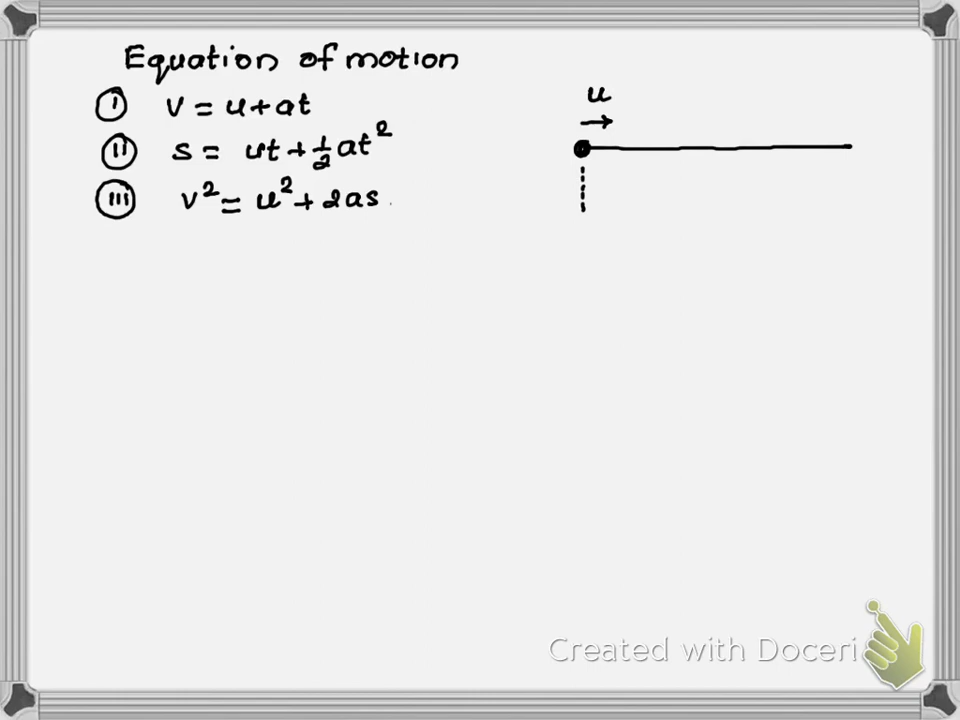 Equation of motion
(i) v = u + at
(ii) s = ut + 1/2 at²
(iii) v² = u² + 2as
u
Created with Doceri